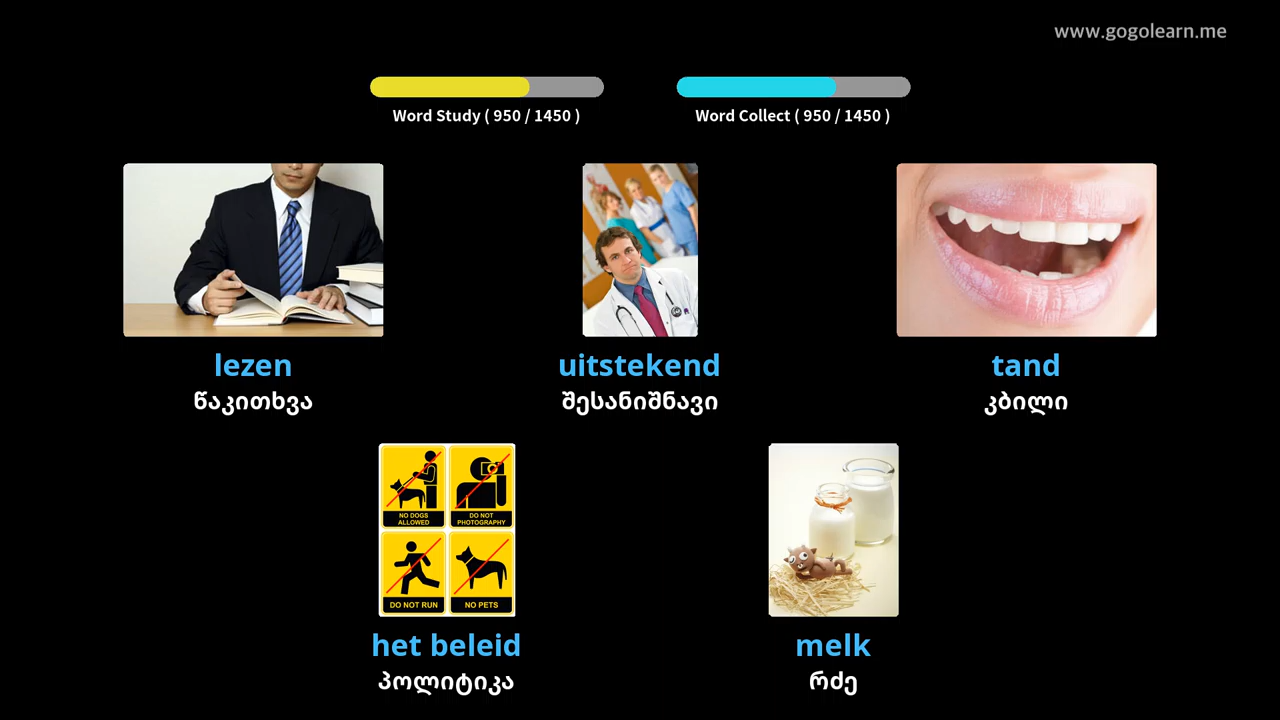 www.gogolearn.me
Word Study ( 950 / 1450 )
Word Collect ( 950 / 1450 )
lezen
წაკითხვა
uitstekend
შესანიშნავი
tand
კბილი
NO DOGS
ALLOWED
DO NOT
PHOTOGRAPHY
DO NOT RUN
NO PETS
het beleid
პოლიტიკა
melk
რძე